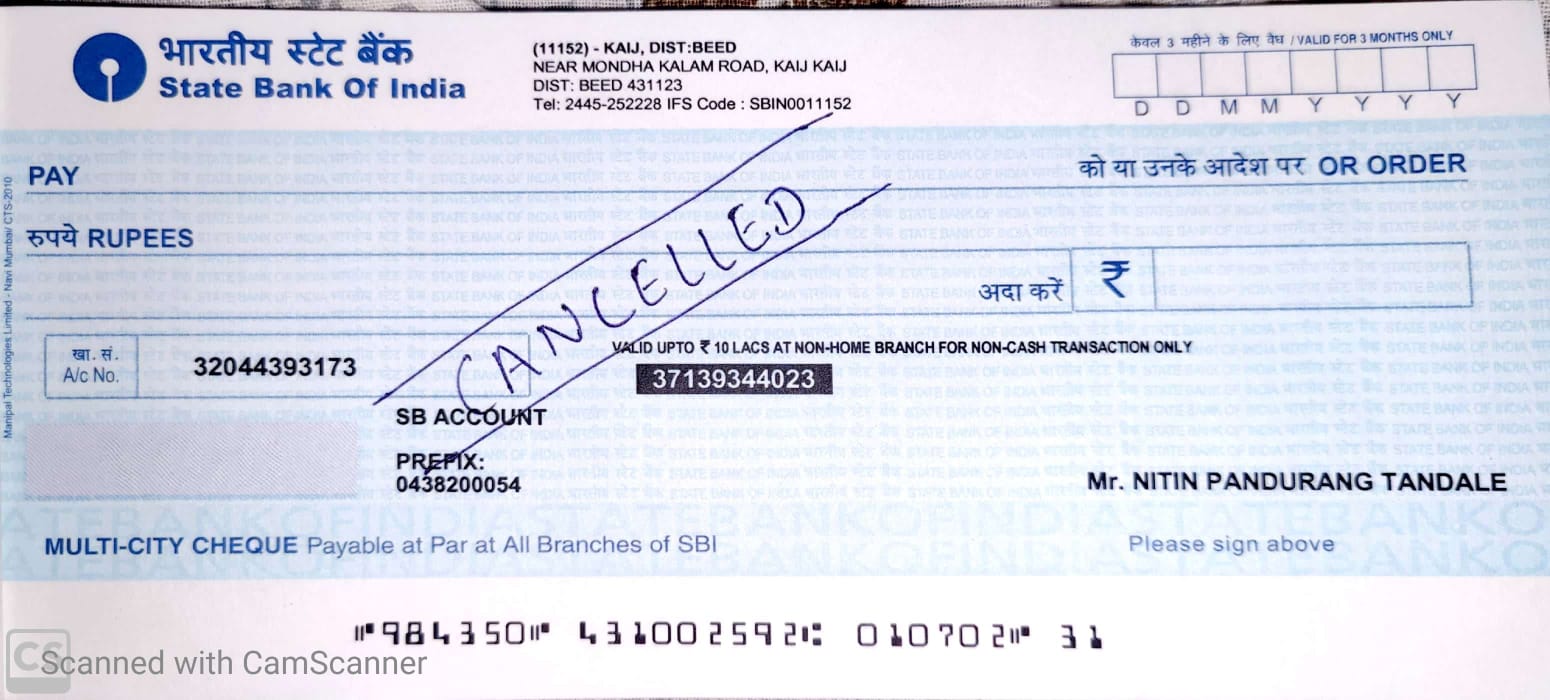 भारतीय स्टेट बैंक
State Bank Of India
(11152) - KAIJ, DIST:BEED
NEAR MONDHA KALAM ROAD, KAIJ KAIJ
DIST: BEED 431123
Tel: 2445-252228 IFS Code : SBIN0011152
केवल 3 महीने के लिए वैध / VALID FOR 3 MONTHS ONLY
D D M M Y Y Y Y
PAY
को या उनके आदेश पर OR ORDER
रुपये RUPEES
CANCELLED
अदा करें ₹
खा. सं.
A/c No.
32044393173
VALID UPTO ₹ 10 LACS AT NON-HOME BRANCH FOR NON-CASH TRANSACTION ONLY
37139344023
SB ACCOUNT
PREFIX:
0438200054
Mr. NITIN PANDURANG TANDALE
MULTI-CITY CHEQUE Payable at Par at All Branches of SBI
Please sign above
⑈984350⑈ 431002592⑆ 010702⑈ 31
Manipal Technologies Limited - Navi Mumbai/ CTS-2010
CS
Scanned with CamScanner